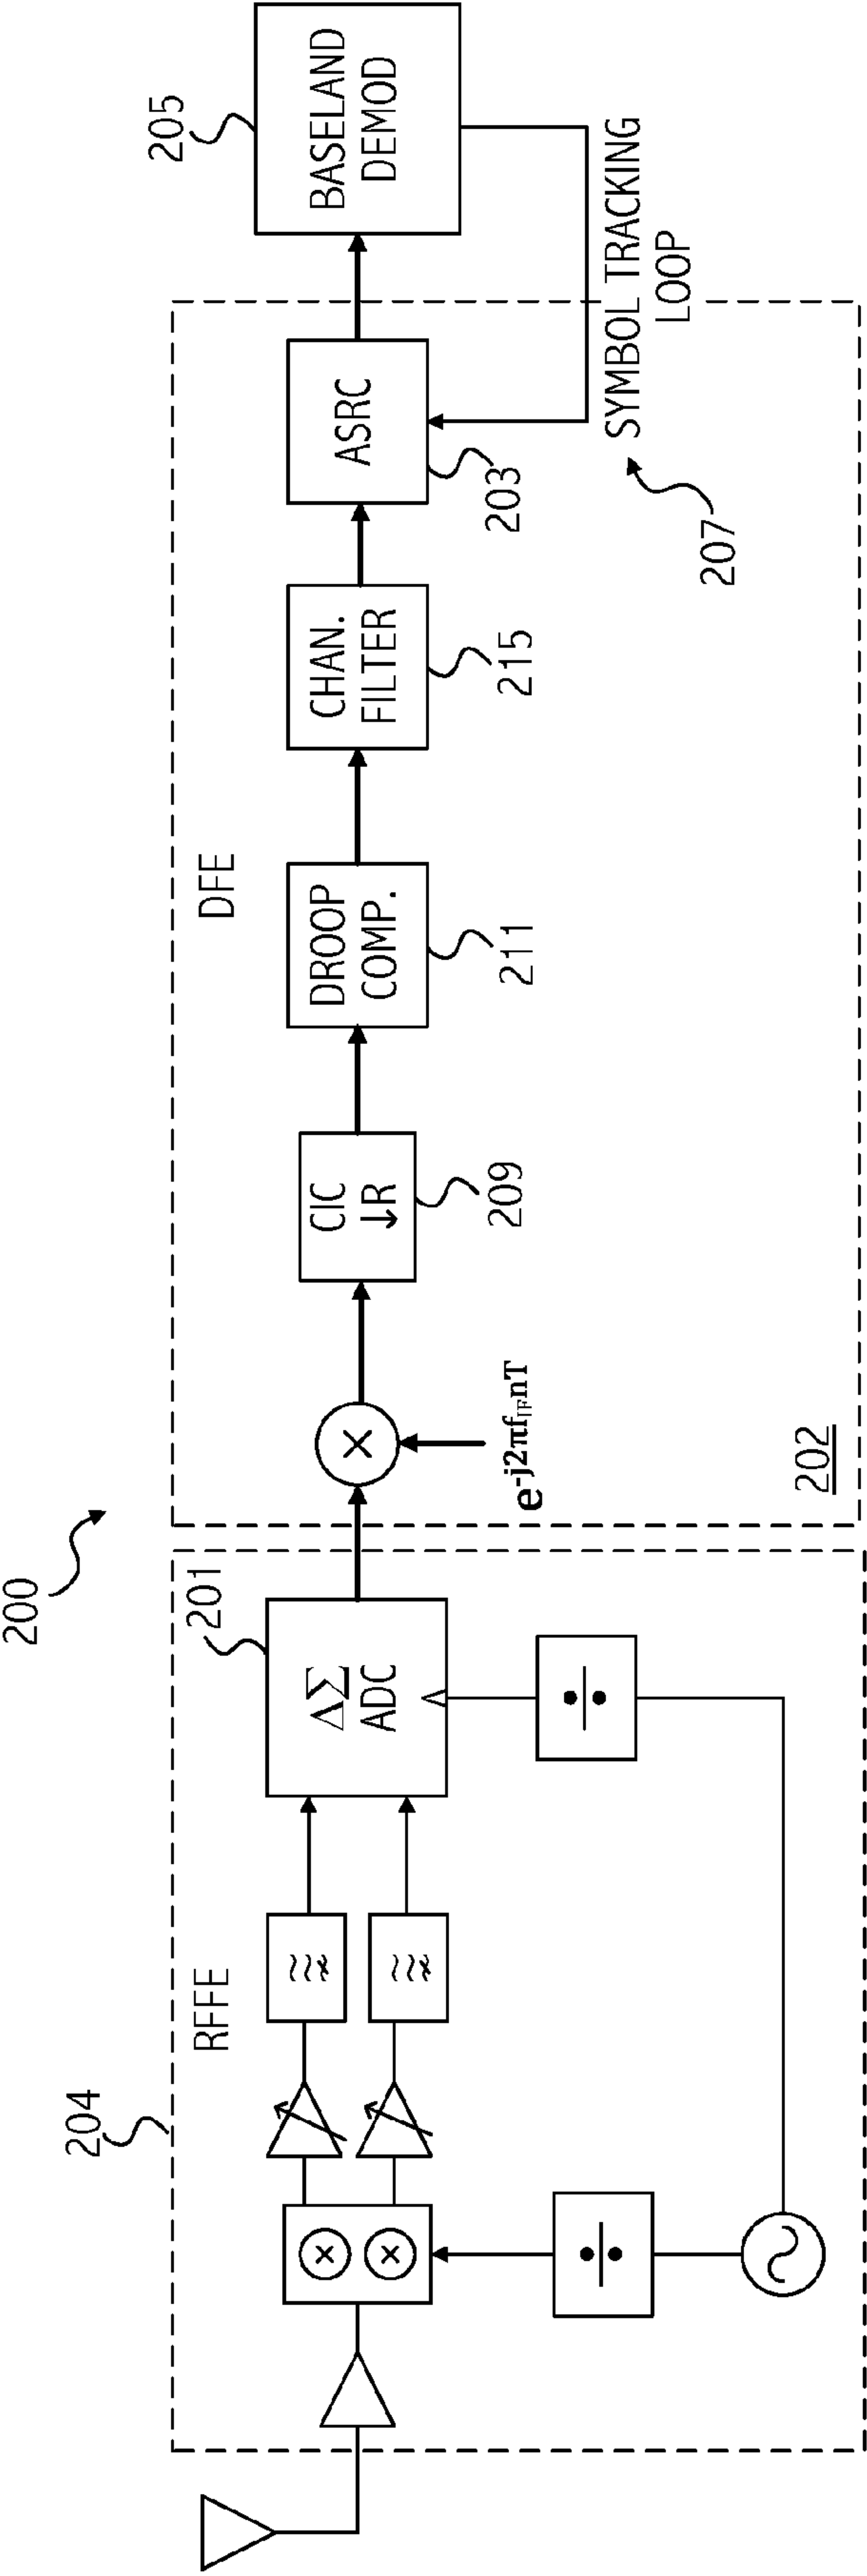 200
204
RFFE
201
ΔΣ
ADC
202
e-j2πfIFnT
DFE
CIC
↓R
209
DROOP
COMP.
211
CHAN.
FILTER
215
ASRC
203
205
BASELAND
DEMOD
SYMBOL TRACKING
LOOP
207